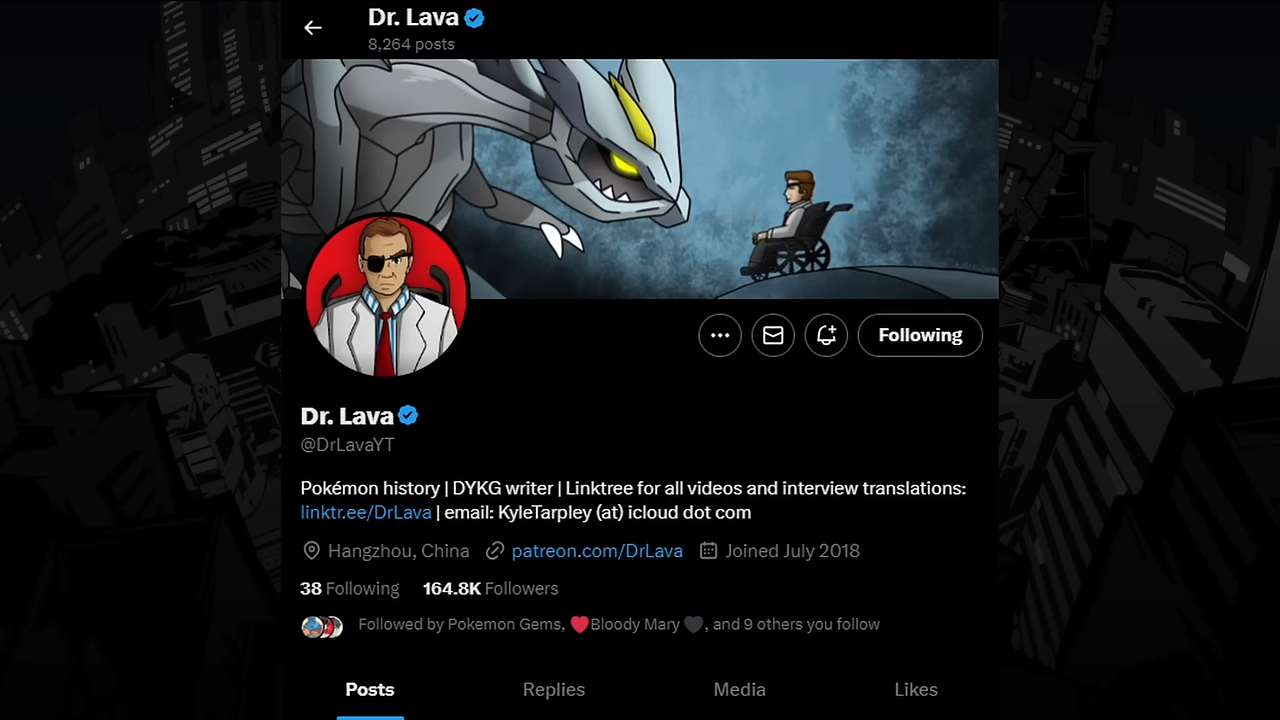 Dr. Lava
8,264 posts
Following
Dr. Lava
@DrLavaYT
Pokémon history | DYKG writer | Linktree for all videos and interview translations:
linktr.ee/DrLava | email: KyleTarpley (at) icloud dot com
Hangzhou, China patreon.com/DrLava Joined July 2018
38 Following 164.8K Followers
Followed by Pokemon Gems, ❤️Bloody Mary 🖤, and 9 others you follow
Posts Replies Media Likes